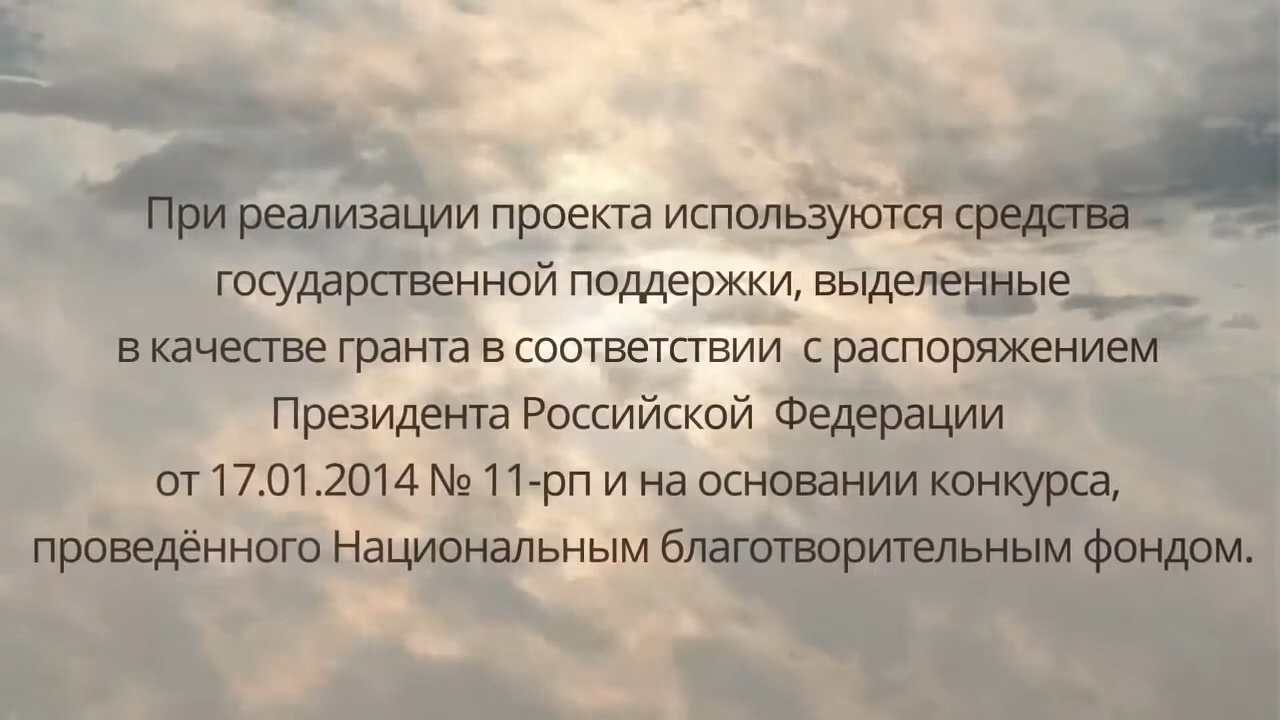 При реализации проекта используются средства
государственной поддержки, выделенные
в качестве гранта в соответствии  с распоряжением
Президента Российской  Федерации
от 17.01.2014 № 11-рп и на основании конкурса,
проведённого Национальным благотворительным фондом.